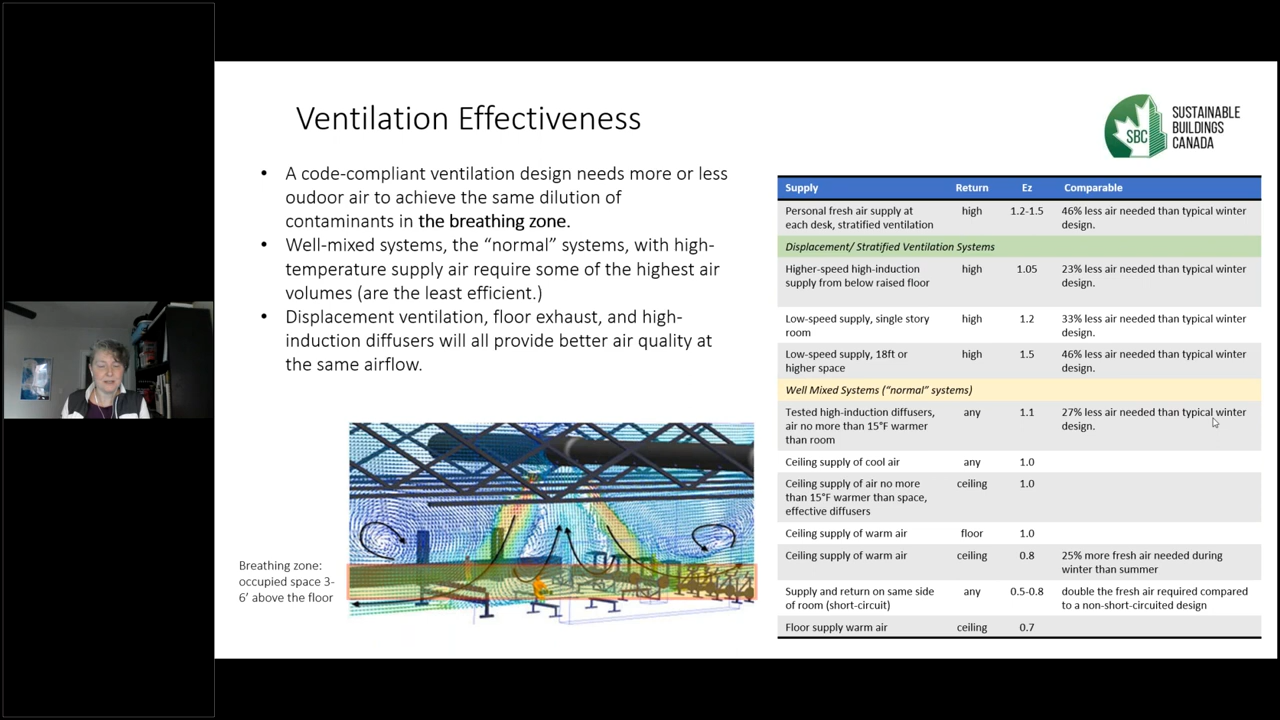 Ventilation Effectiveness
SBC
SUSTAINABLE
BUILDINGS
CANADA
• A code-compliant ventilation design needs more or less
oudoor air to achieve the same dilution of
contaminants in the breathing zone.
• Well-mixed systems, the “normal” systems, with high-
temperature supply air require some of the highest air
volumes (are the least efficient.)
• Displacement ventilation, floor exhaust, and high-
induction diffusers will all provide better air quality at
the same airflow.
Breathing zone:
occupied space 3-
6’ above the floor
Supply Return Ez Comparable
Personal fresh air supply at high 1.2-1.5 46% less air needed than typical winter
each desk, stratified ventilation design.
Displacement/ Stratified Ventilation Systems
Higher-speed high-induction high 1.05 23% less air needed than typical winter
supply from below raised floor design.
Low-speed supply, single story high 1.2 33% less air needed than typical winter
room design.
Low-speed supply, 18ft or high 1.5 46% less air needed than typical winter
higher space design.
Well Mixed Systems (“normal” systems)
Tested high-induction diffusers, any 1.1 27% less air needed than typical winter
air no more than 15°F warmer design.
than room
Ceiling supply of cool air any 1.0
Ceiling supply of air no more ceiling 1.0
than 15°F warmer than space,
effective diffusers
Ceiling supply of warm air floor 1.0
Ceiling supply of warm air ceiling 0.8 25% more fresh air needed during
winter than summer
Supply and return on same side any 0.5-0.8 double the fresh air required compared
of room (short-circuit) to a non-short-circuited design
Floor supply warm air ceiling 0.7